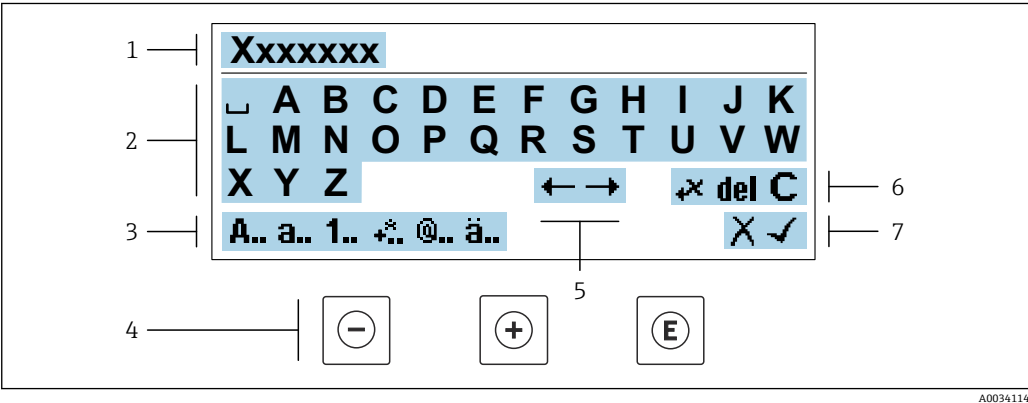 1 Xxxxxxx
2 ␣ A B C D E F G H I J K
L M N O P Q R S T U V W
X Y Z ← → +× del C 6
3 A.. a.. 1.. +×.. @.. ä.. X ✓ 7
5
4 − + E
A0034114